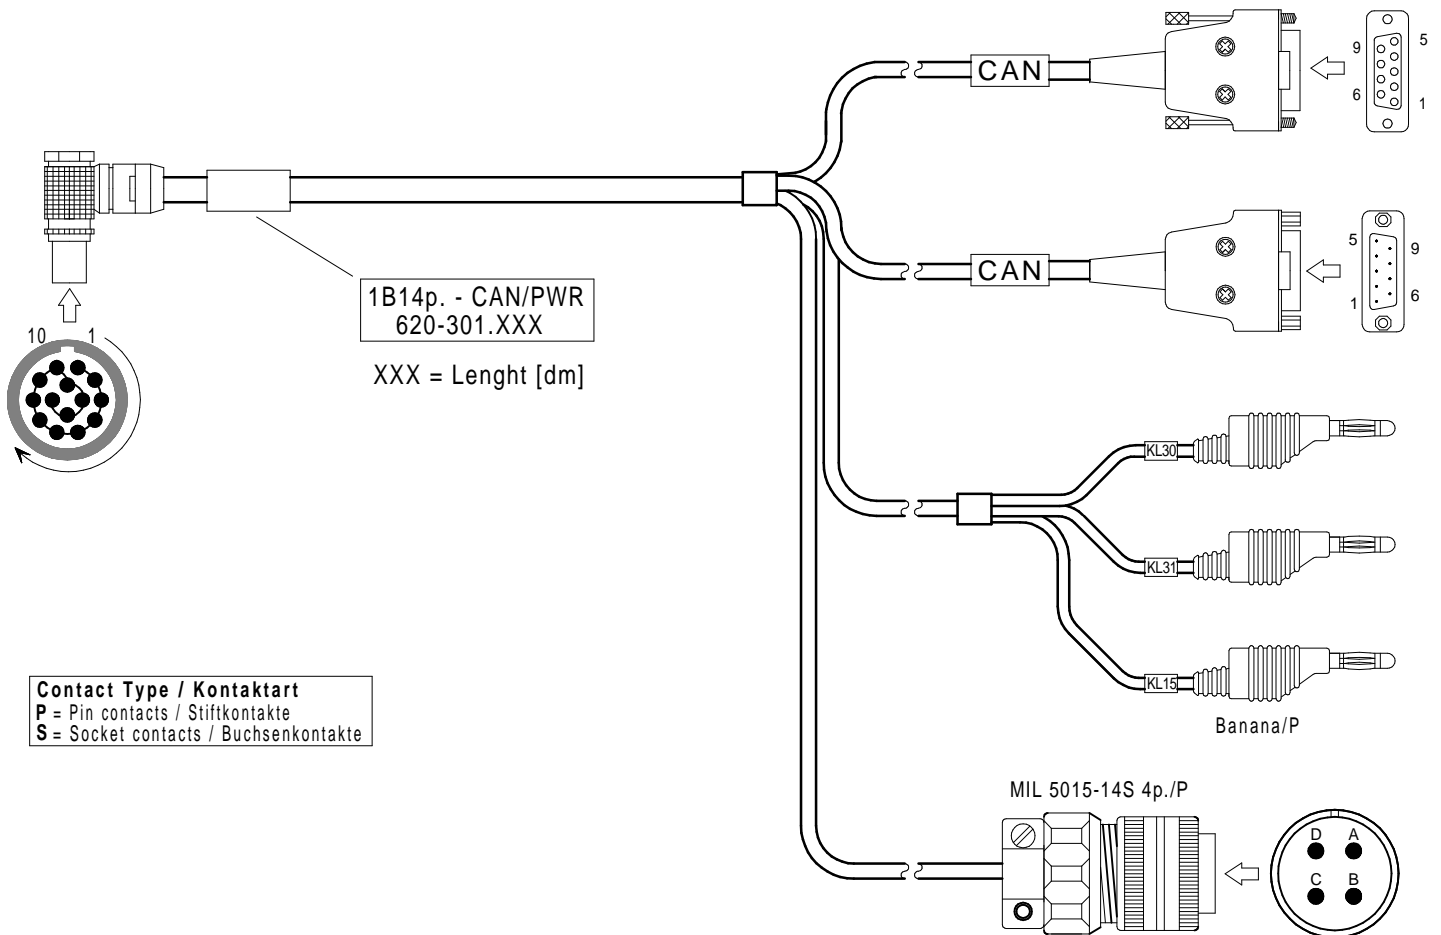 CAN
9
5
6
1
CAN
5
9
1
6
10
1
1B14p. - CAN/PWR
620-301.XXX
XXX = Lenght [dm]
KL30
KL31
KL15
Banana/P
Contact Type / Kontaktart
P = Pin contacts / Stiftkontakte
S = Socket contacts / Buchsenkontakte
MIL 5015-14S 4p./P
D A
C B